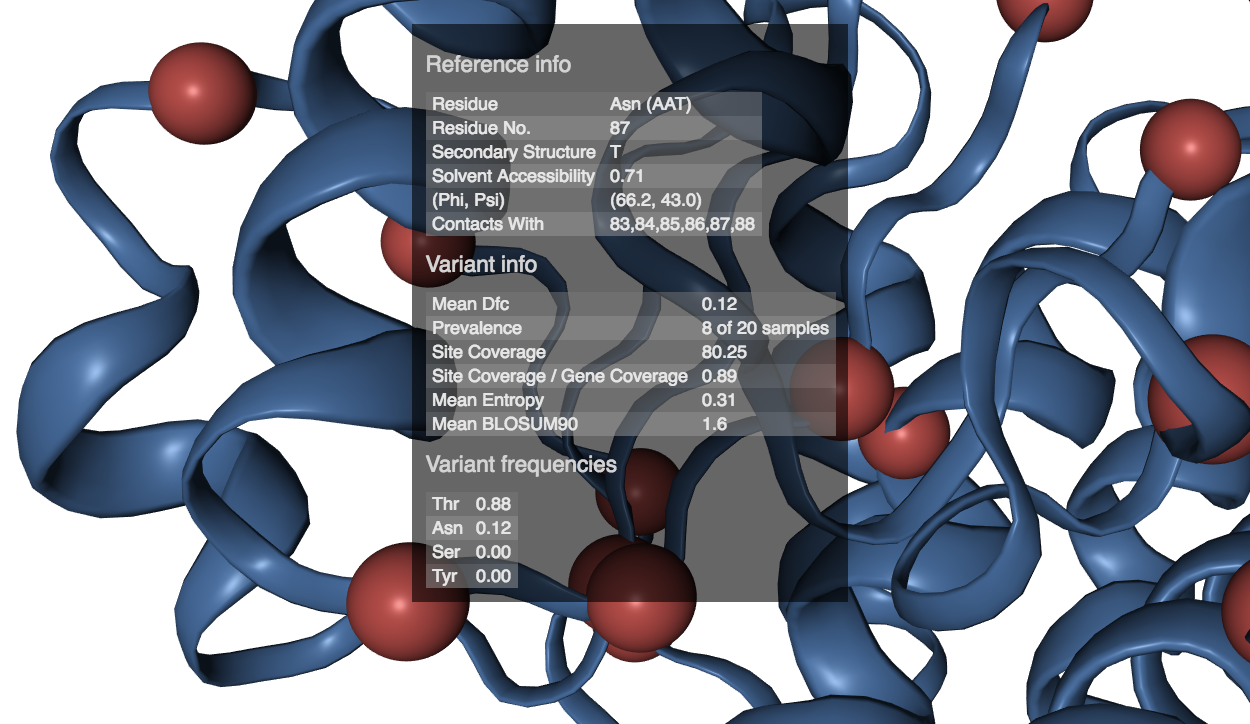 Reference info
Residue Asn (AAT)
Residue No. 87
Secondary Structure T
Solvent Accessibility 0.71
(Phi, Psi) (66.2, 43.0)
Contacts With 83,84,85,86,87,88
Variant info
Mean Dfc 0.12
Prevalence 8 of 20 samples
Site Coverage 80.25
Site Coverage / Gene Coverage 0.89
Mean Entropy 0.31
Mean BLOSUM90 1.6
Variant frequencies
Thr 0.88
Asn 0.12
Ser 0.00
Tyr 0.00